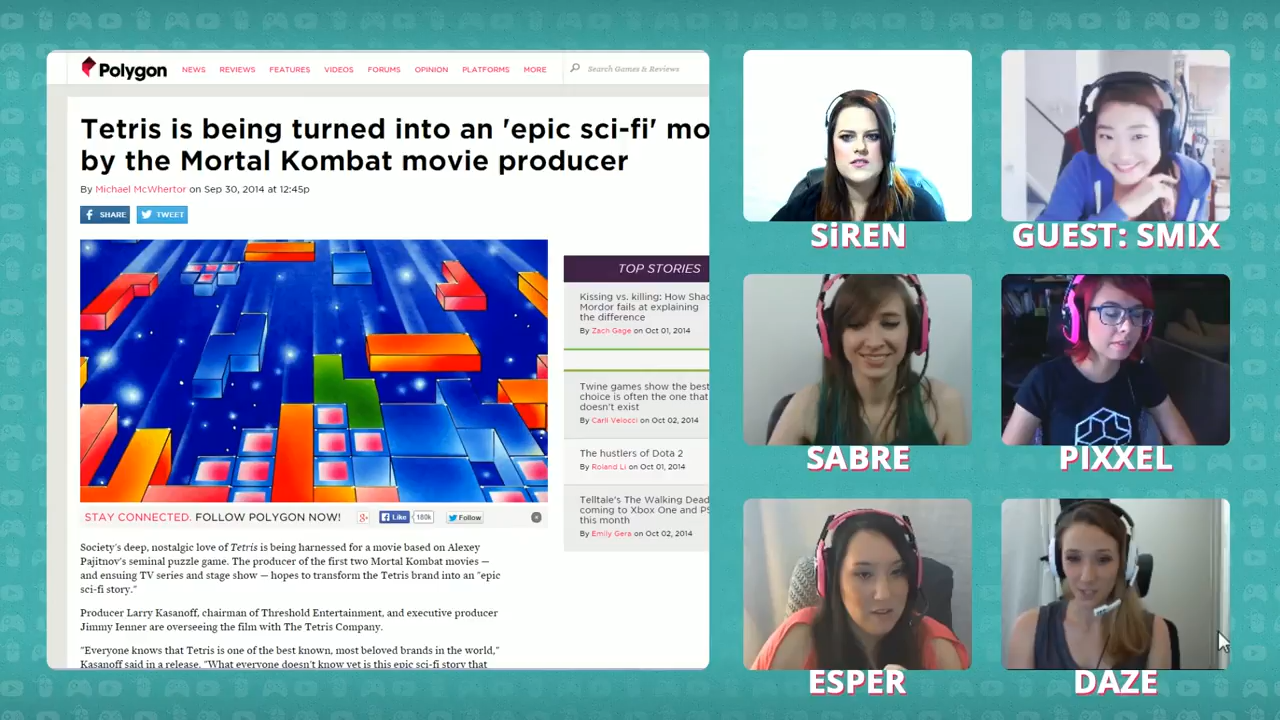 Polygon
NEWS REVIEWS FEATURES VIDEOS FORUMS OPINION PLATFORMS MORE
Search Games & Reviews
Tetris is being turned into an 'epic sci-fi' mo
by the Mortal Kombat movie producer
By Michael McWhertor on Sep 30, 2014 at 12:45p
SHARE TWEET
STAY CONNECTED. FOLLOW POLYGON NOW!
g+ Like 180k Follow
Society's deep, nostalgic love of Tetris is being harnessed for a movie based on Alexey
Pajitnov's seminal puzzle game. The producer of the first two Mortal Kombat movies —
and ensuing TV series and stage show — hopes to transform the Tetris brand into an "epic
sci-fi story."
Producer Larry Kasanoff, chairman of Threshold Entertainment, and executive producer
Jimmy Ienner are overseeing the film with The Tetris Company.
"Everyone knows that Tetris is one of the best known, most beloved brands in the world,"
Kasanoff said in a release. "What everyone doesn't know yet is this epic sci-fi story that
TOP STORIES
Kissing vs. killing: How Shad
Mordor fails at explaining
the difference
By Zach Gage on Oct 01, 2014
Twine games show the best
choice is often the one that
doesn't exist
By Carli Velocci on Oct 02, 2014
The hustlers of Dota 2
By Roland Li on Oct 01, 2014
Telltale's The Walking Dead
coming to Xbox One and PS
this month
By Emily Gera on Oct 02, 2014
SiREN
GUEST: SMIX
SABRE
PIXXEL
ESPER
DAZE